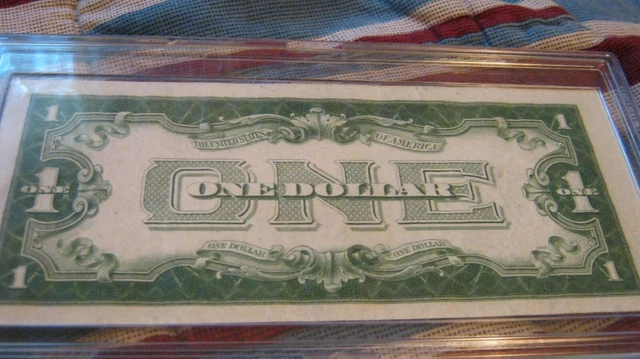 1 1
THE UNITED STATES OF AMERICA
ONE
ONE DOLLAR
1 ONE
1 ONE
ONE DOLLAR ONE DOLLAR
1 1